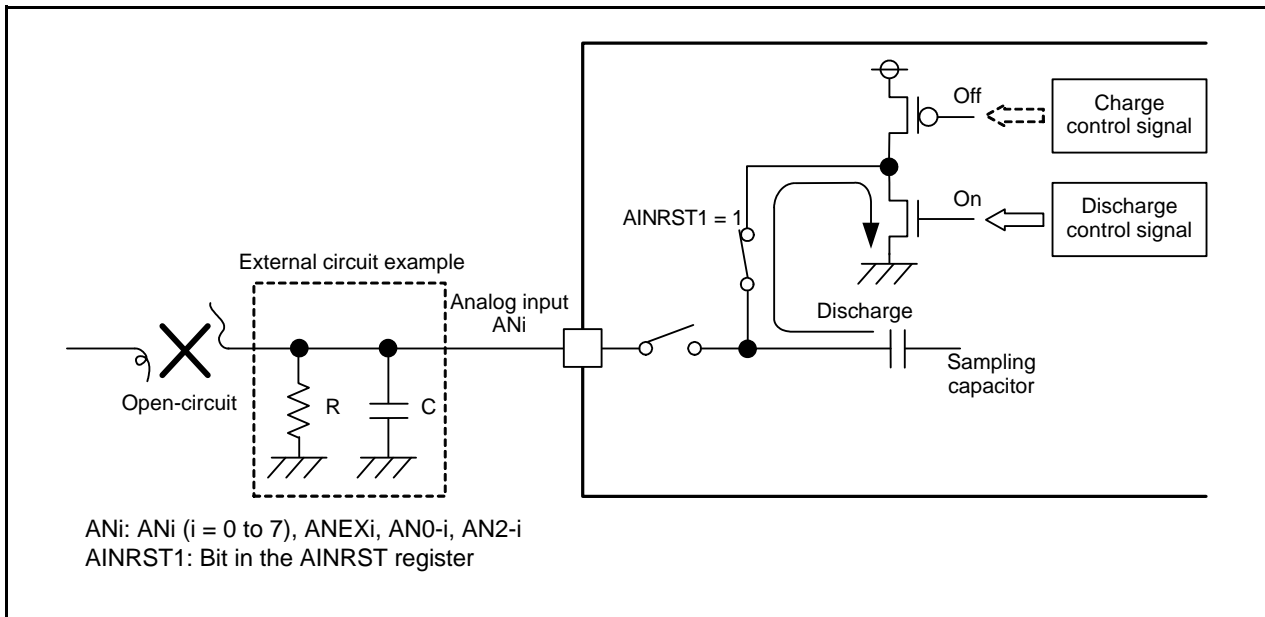 Off
Charge
control signal
On
Discharge
control signal
AINRST1 = 1
External circuit example
Analog input
ANi
Discharge
Sampling
capacitor
Open-circuit
R
C
ANi: ANi (i = 0 to 7), ANEXi, AN0-i, AN2-i
AINRST1: Bit in the AINRST register